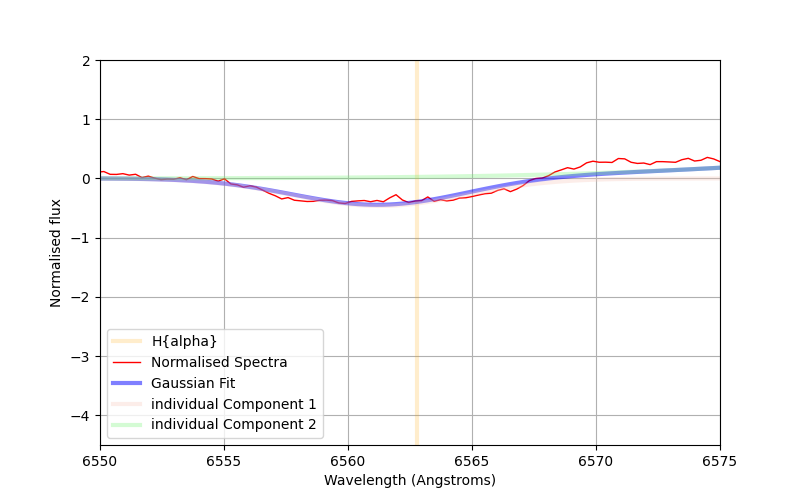 2
1
0
−1
−2
−3
−4
Normalised flux
H{alpha}
Normalised Spectra
Gaussian Fit
individual Component 1
individual Component 2
6550 6555 6560 6565 6570 6575
Wavelength (Angstroms)